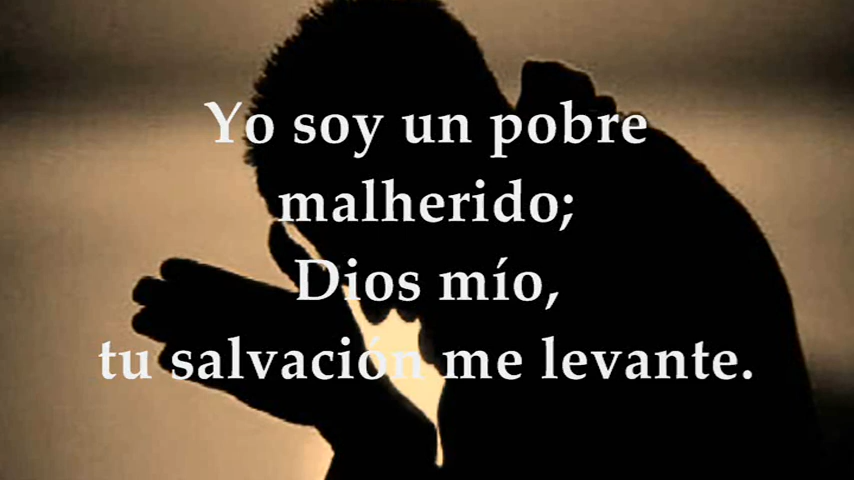 Yo soy un pobre
malherido;
Dios mío,
tu salvación me levante.